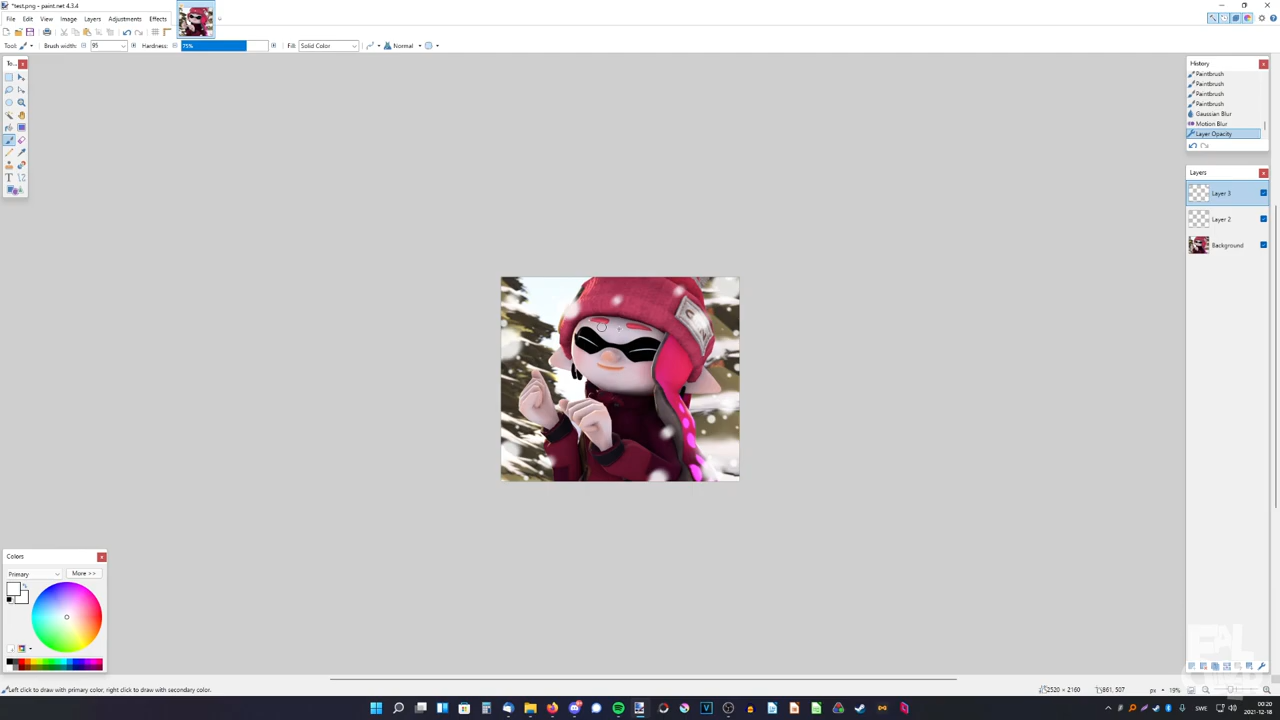 *test.png - paint.net 4.3.4
File Edit View Image Layers Adjustments Effects
Tool: Brush width: 95 Hardness: 75% Fill: Solid Color Normal
To...
History
Paintbrush
Paintbrush
Paintbrush
Paintbrush
Gaussian Blur
Motion Blur
Layer Opacity
Layers
Layer 3
Layer 2
Background
Colors
Primary More >>
Left click to draw with primary color, right click to draw with secondary color.
2520 × 2160 861, 507 px 19%
SWE 00:20
2021-12-18